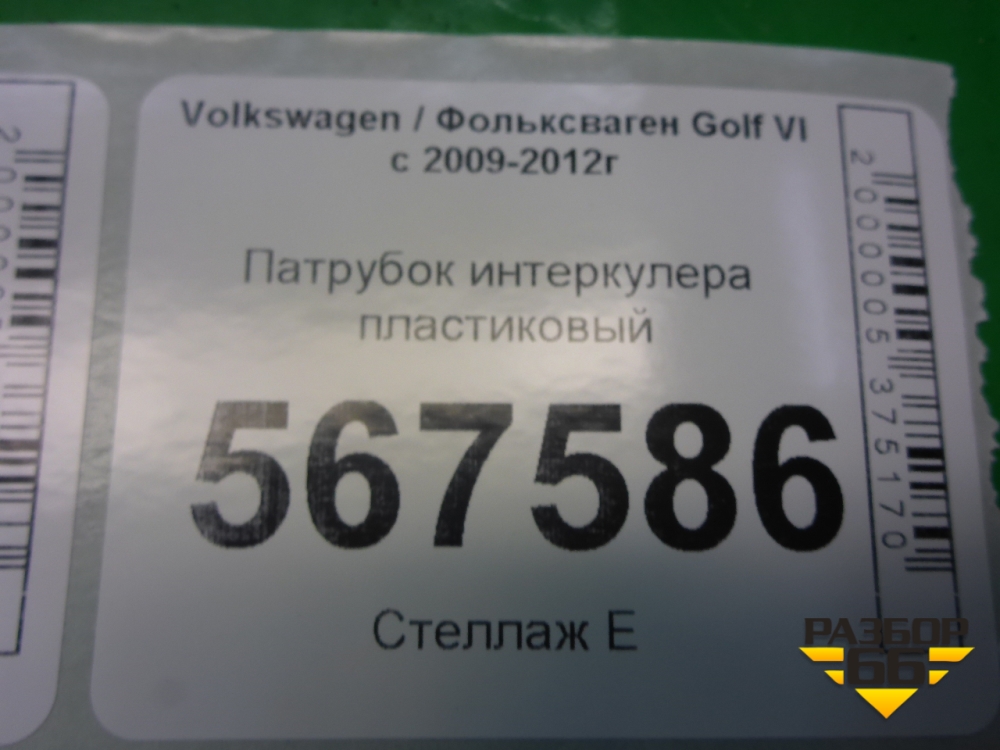 Volkswagen / Фольксваген Golf VI
с 2009-2012г
Патрубок интеркулера
пластиковый
567586
Стеллаж Е
2000005375170
РАЗБОР
66